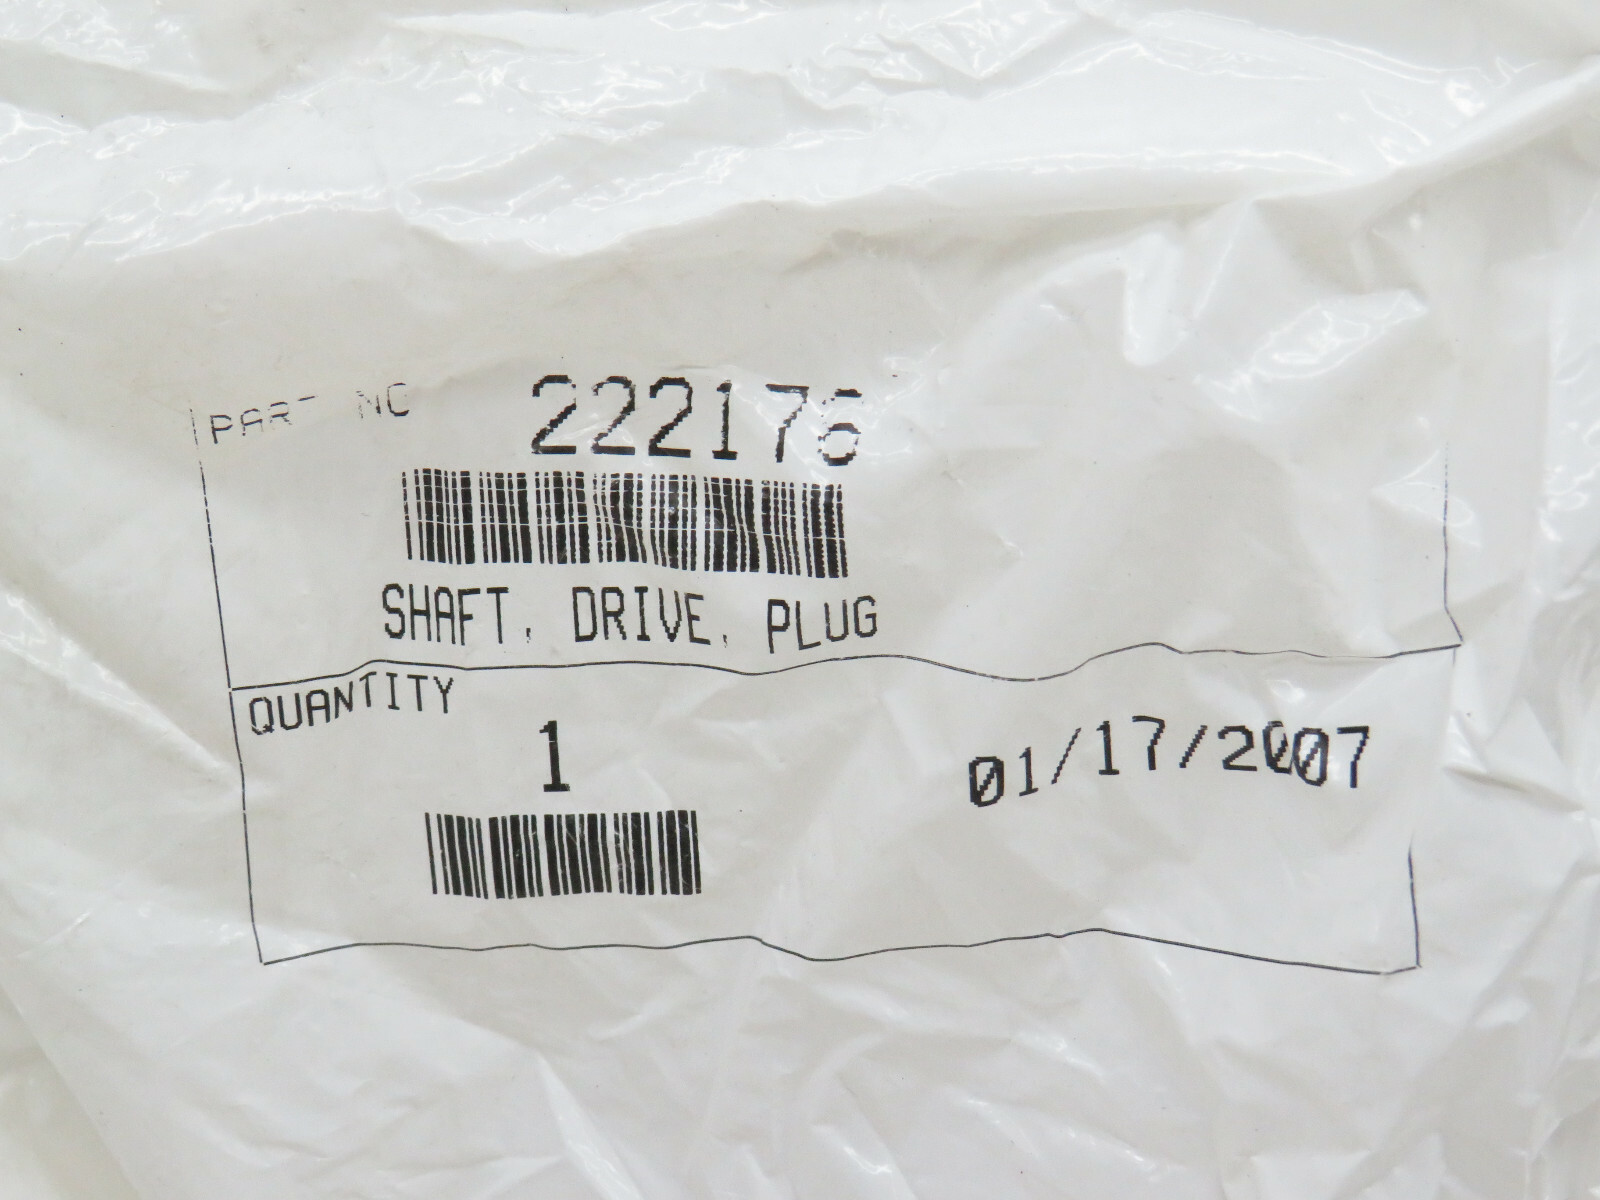 PART NO 222176
SHAFT, DRIVE, PLUG
QUANTITY
1
01/17/2007